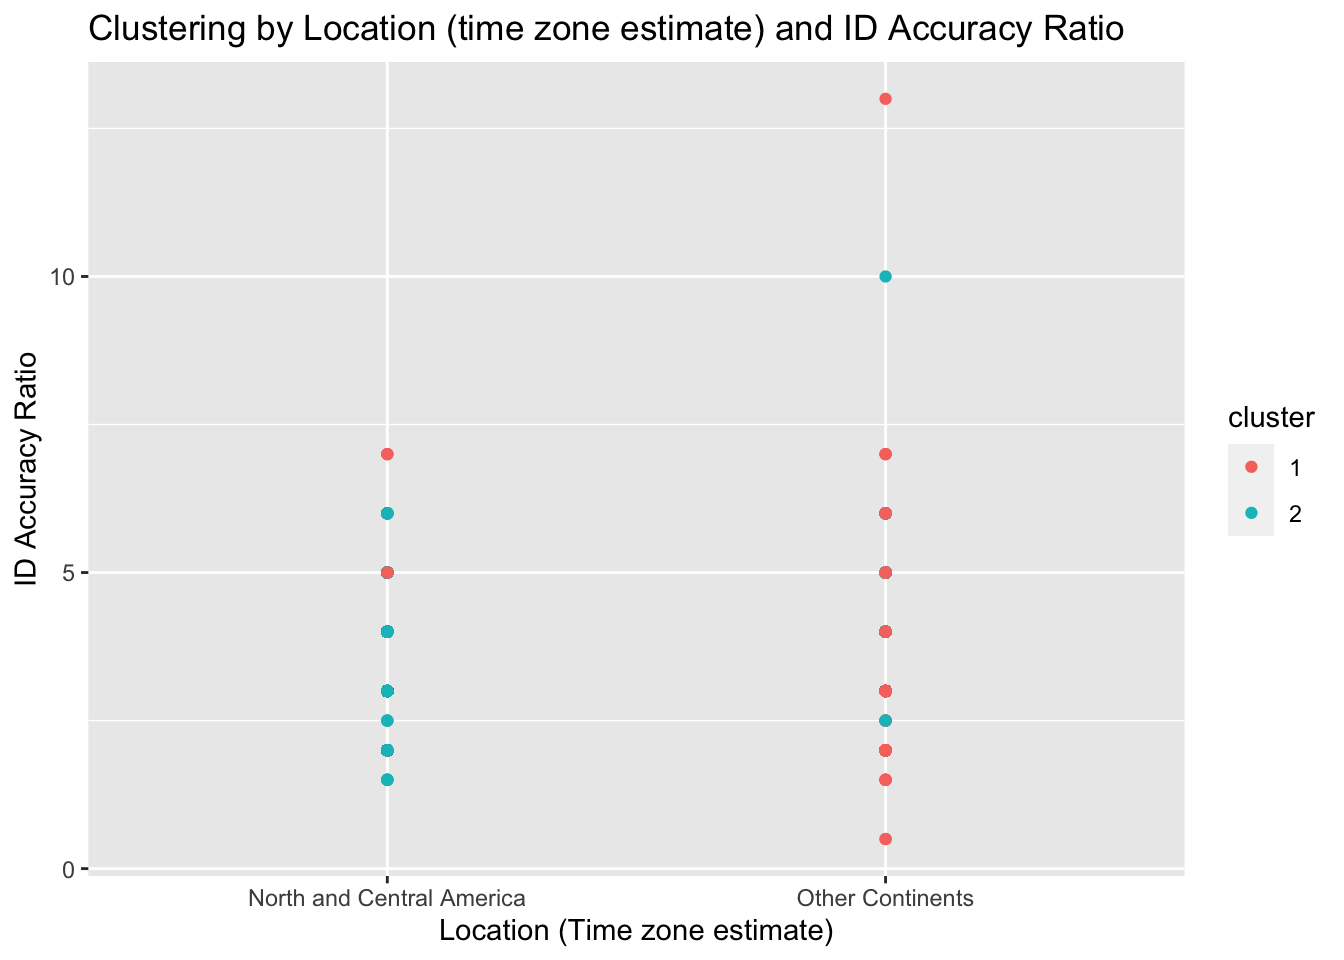 Clustering by Location (time zone estimate) and ID Accuracy Ratio
ID Accuracy Ratio
10
5
0
North and Central America
Other Continents
Location (Time zone estimate)
cluster
1
2